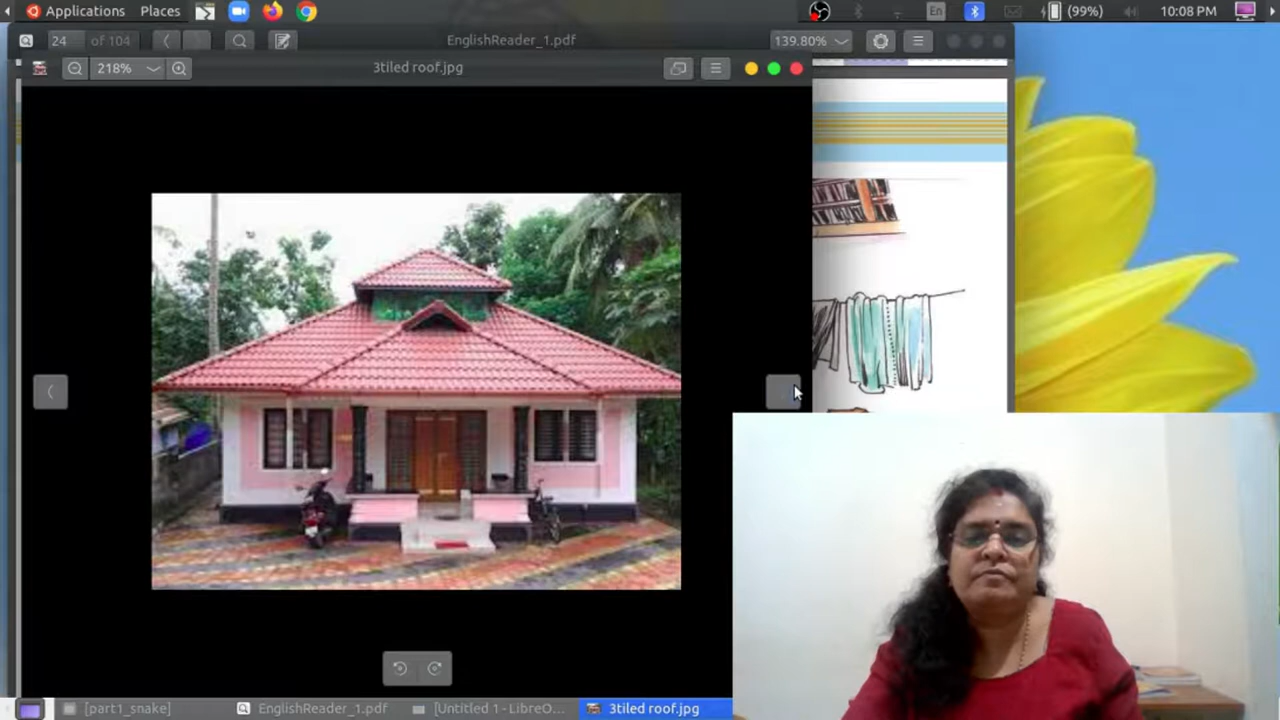 Applications Places En (99%) 10:08 PM
24 of 104 EnglishReader_1.pdf 139.80%
218% 3tiled roof.jpg
[part1_snake] EnglishReader_1.pdf [Untitled 1 - LibreO... 3tiled roof.jpg